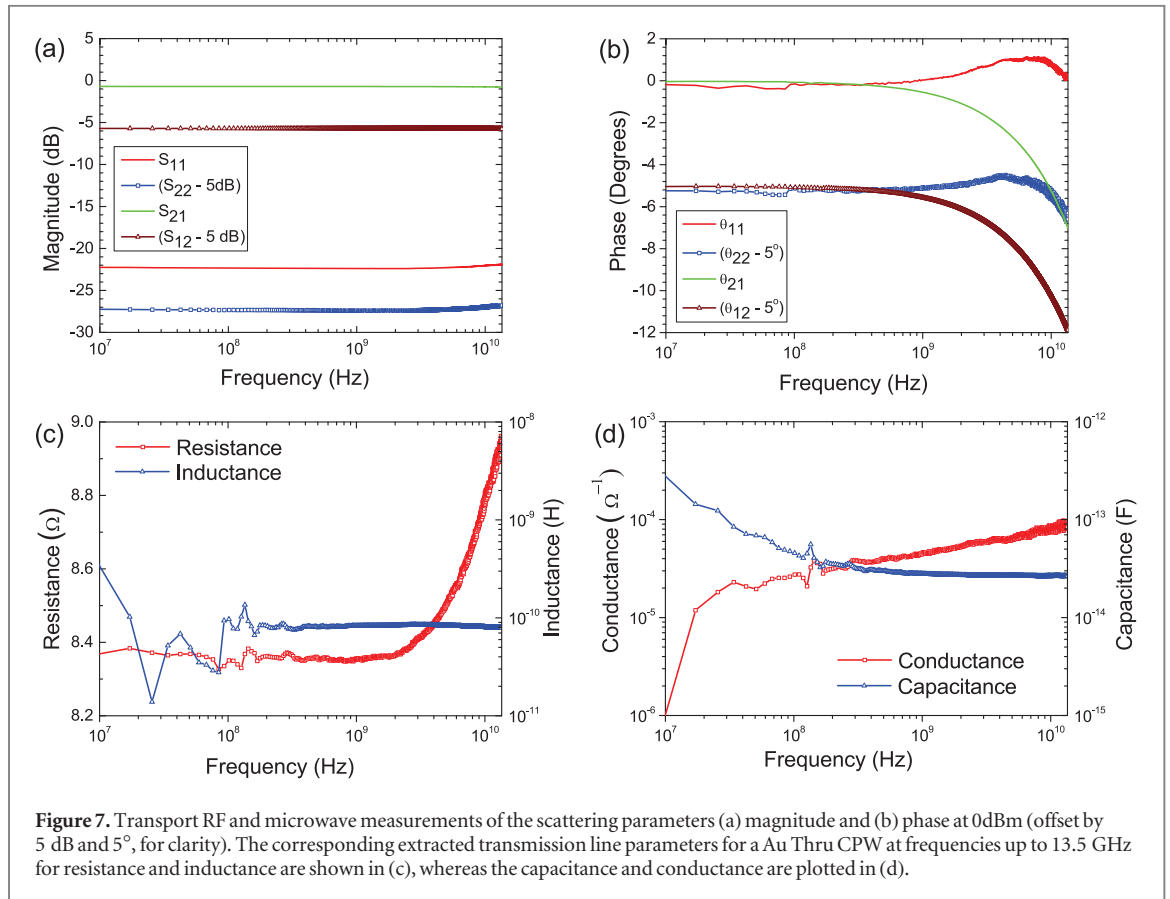 (a)
5
0
-5
-10
-15
-20
-25
-30
Magnitude (dB)
S11
(S22 - 5dB)
S21
(S12 - 5 dB)
10^7
10^8
10^9
10^10
Frequency (Hz)
(b)
2
0
-2
-4
-6
-8
-10
-12
Phase (Degrees)
θ11
(θ22 - 5°)
θ21
(θ12 - 5°)
10^7
10^8
10^9
10^10
Frequency (Hz)
(c)
9.0
8.8
8.6
8.4
8.2
Resistance (Ω)
Resistance
Inductance
10^-8
10^-9
10^-10
10^-11
Inductance (H)
10^7
10^8
10^9
10^10
Frequency (Hz)
(d)
10^-3
10^-4
10^-5
10^-6
Conductance (Ω^-1)
Conductance
Capacitance
10^-12
10^-13
10^-14
10^-15
Capacitance (F)
10^7
10^8
10^9
10^10
Frequency (Hz)
Figure 7. Transport RF and microwave measurements of the scattering parameters (a) magnitude and (b) phase at 0dBm (offset by
5 dB and 5°, for clarity). The corresponding extracted transmission line parameters for a Au Thru CPW at frequencies up to 13.5 GHz
for resistance and inductance are shown in (c), whereas the capacitance and conductance are plotted in (d).